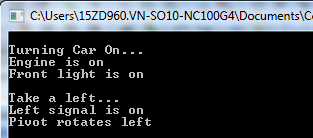 C:\Users\15ZD960.VN-SO10-NC100G4\Documents\Co
Turning Car On...
Engine is on
Front light is on
Take a left...
Left signal is on
Pivot rotates left